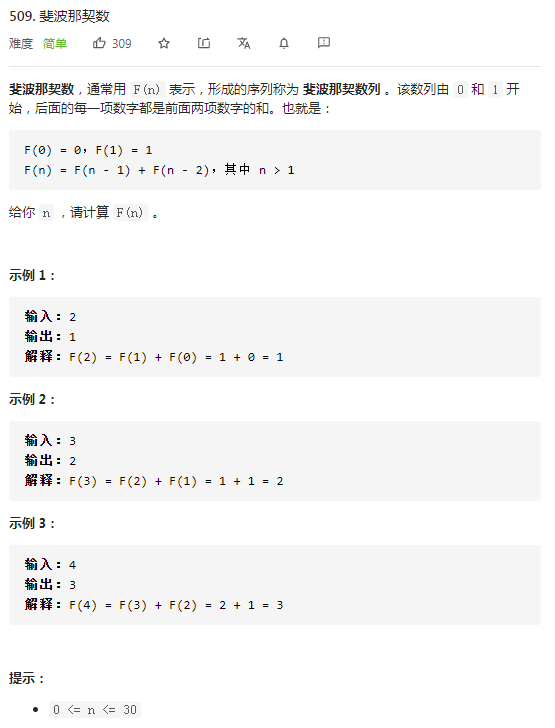 509. 斐波那契数
难度 简单 309
斐波那契数，通常用 F(n) 表示，形成的序列称为 斐波那契数列 。该数列由 0 和 1 开
始，后面的每一项数字都是前面两项数字的和。也就是：
F(0) = 0，F(1) = 1
F(n) = F(n - 1) + F(n - 2)，其中 n > 1
给你 n ，请计算 F(n) 。
示例 1：
输入：2
输出：1
解释：F(2) = F(1) + F(0) = 1 + 0 = 1
示例 2：
输入：3
输出：2
解释：F(3) = F(2) + F(1) = 1 + 1 = 2
示例 3：
输入：4
输出：3
解释：F(4) = F(3) + F(2) = 2 + 1 = 3
提示：
• 0 <= n <= 30